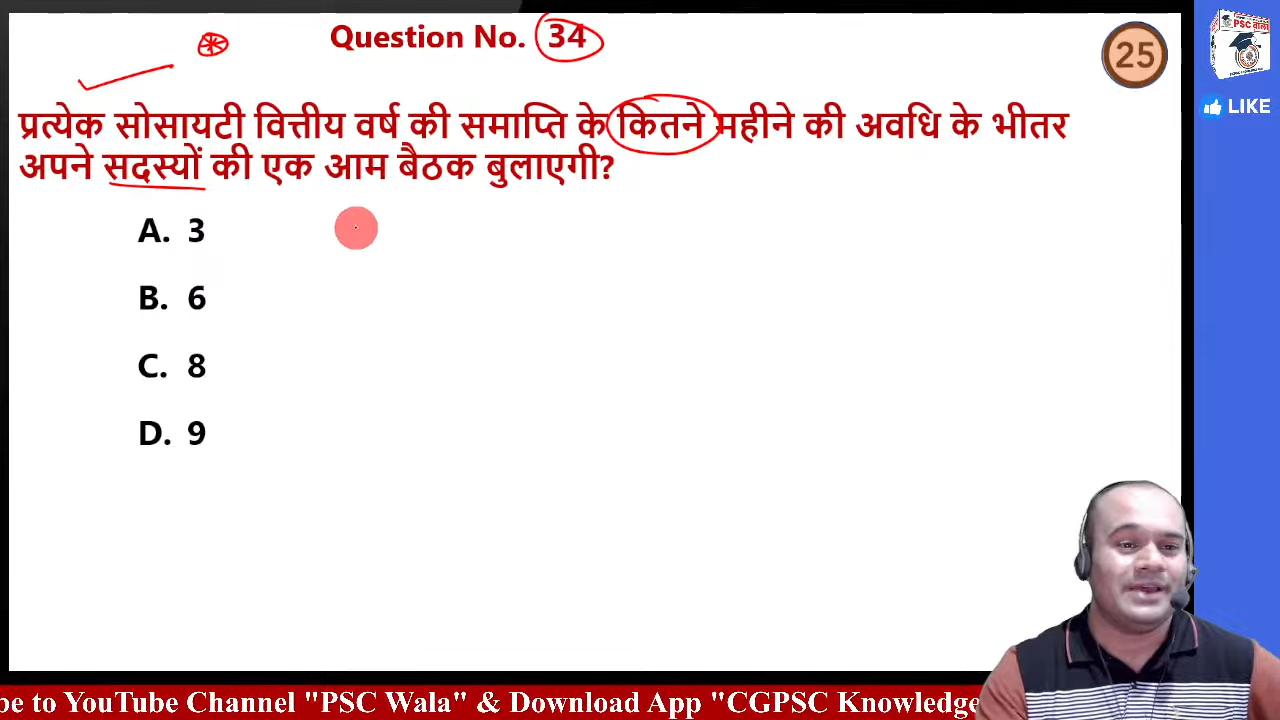 Question No. 34
25
PSC वाला
LIKE
प्रत्येक सोसायटी वित्तीय वर्ष की समाप्ति के कितने महीने की अवधि के भीतर
अपने सदस्यों की एक आम बैठक बुलाएगी?
A. 3
B. 6
C. 8
D. 9
be to YouTube Channel "PSC Wala" & Download App "CGPSC Knowledge